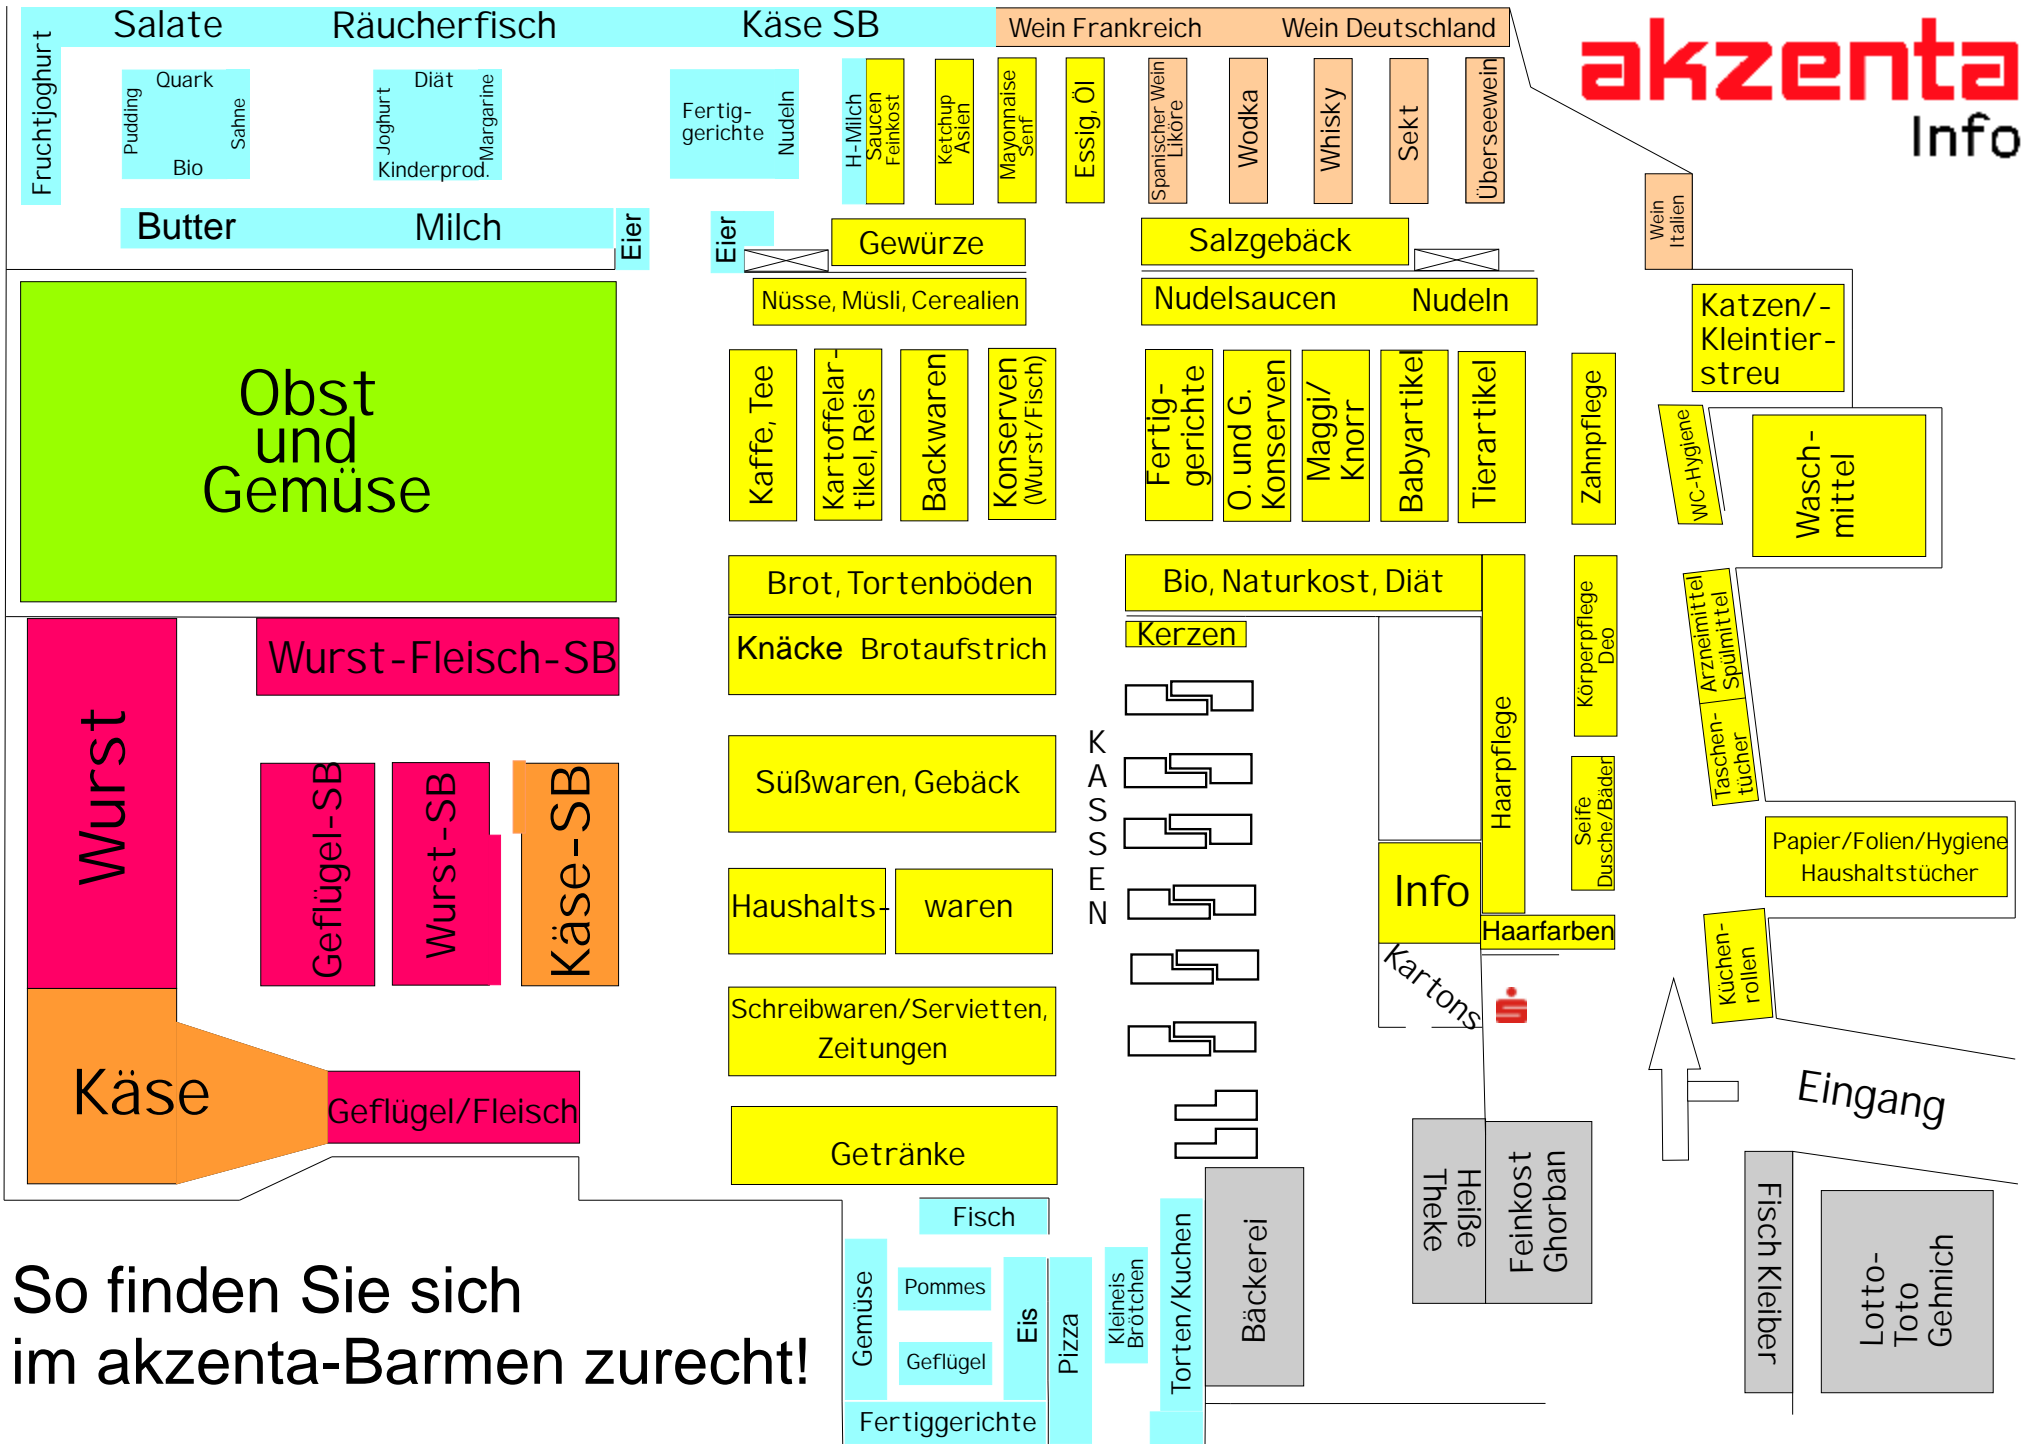 Salate
Räucherfisch
Käse SB
Wein Frankreich
Wein Deutschland
akzenta
Info
Fruchtjoghurt
Pudding
Quark
Sahne
Bio
Joghurt
Diät
Margarine
Kinderprod.
Fertig-
gerichte
Nudeln
H-Milch
Saucen
Feinkost
Ketchup
Asien
Mayonnaise
Senf
Essig, Öl
Spanischer Wein
Liköre
Wodka
Whisky
Sekt
Überseewein
Wein
Italien
Butter
Milch
Eier
Eier
Gewürze
Salzgebäck
Nüsse, Müsli, Cerealien
Nudelsaucen
Nudeln
Katzen/-
Kleintier-
streu
Obst
und
Gemüse
Kaffe, Tee
Kartoffelar-
tikel, Reis
Backwaren
Konserven
(Wurst/Fisch)
Fertig-
gerichte
O. und G.
Konserven
Maggi/
Knorr
Babyartikel
Tierartikel
Zahnpflege
WC-Hygiene
Wasch-
mittel
Brot, Tortenböden
Bio, Naturkost, Diät
Knäcke Brotaufstrich
Kerzen
Körperpflege
Deo
Arzneimittel
Spülmittel
Taschen-
tücher
Wurst
Wurst-Fleisch-SB
Geflügel-SB
Wurst-SB
Käse-SB
Süßwaren, Gebäck
KASSEN
Haarpflege
Seife
Dusche/Bäder
Papier/Folien/Hygiene
Haushaltstücher
Haushalts-
waren
Info
Haarfarben
Küchen-
rollen
Kartons
Schreibwaren/Servietten,
Zeitungen
Käse
Geflügel/Fleisch
Eingang
Getränke
Fisch
Gemüse
Pommes
Geflügel
Eis
Pizza
Kleineis
Brötchen
Torten/Kuchen
Fertiggerichte
Bäckerei
Heiße
Theke
Feinkost
Ghorban
Fisch Kleiber
Lotto-
Toto
Gehnich
So finden Sie sich
im akzenta-Barmen zurecht!